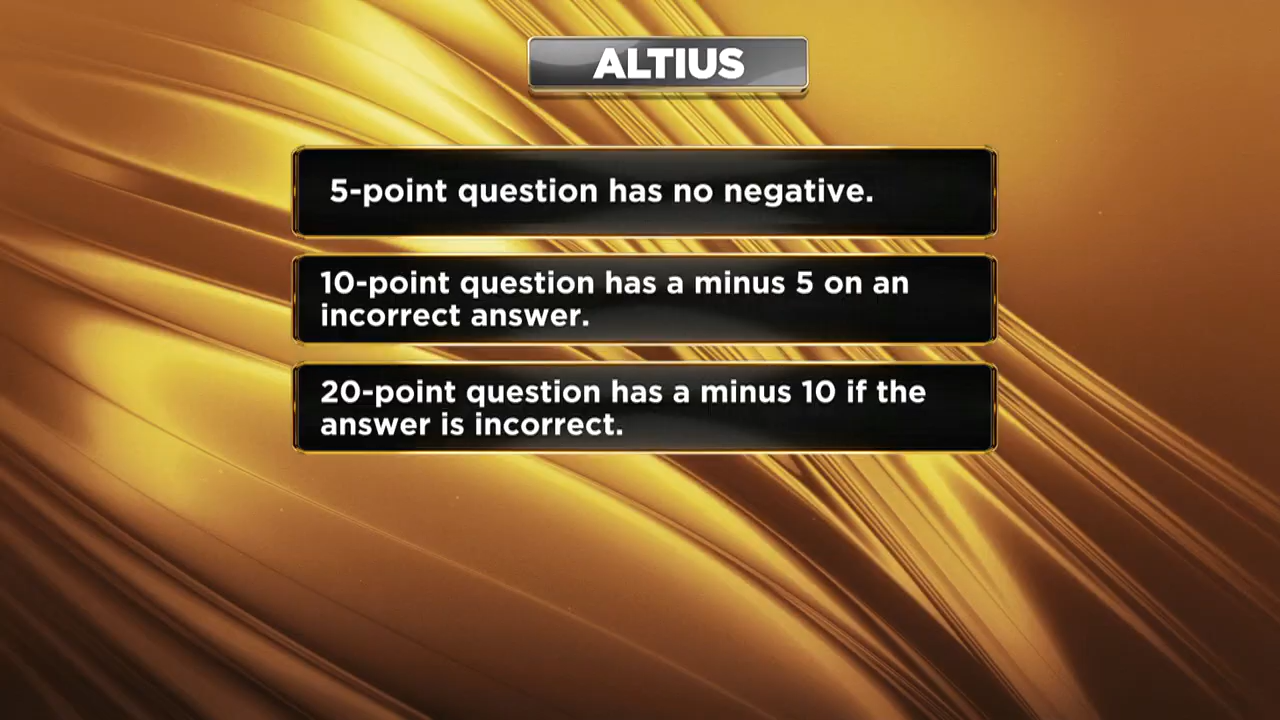 ALTIUS
5-point question has no negative.
10-point question has a minus 5 on an
incorrect answer.
20-point question has a minus 10 if the
answer is incorrect.